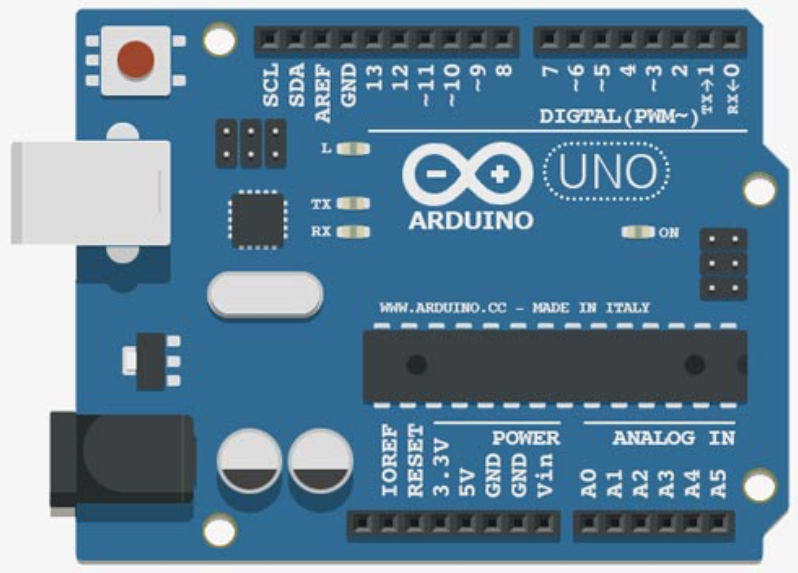 SCL
SDA
AREF
GND
13
12
~11
~10
~9
8
7
~6
~5
4
~3
2
TX→1
RX←0
DIGTAL(PWM~)
L
TX
RX
ARDUINO
UNO
ON
WWW.ARDUINO.CC - MADE IN ITALY
POWER
ANALOG IN
IOREF
RESET
3.3V
5V
GND
GND
Vin
A0
A1
A2
A3
A4
A5